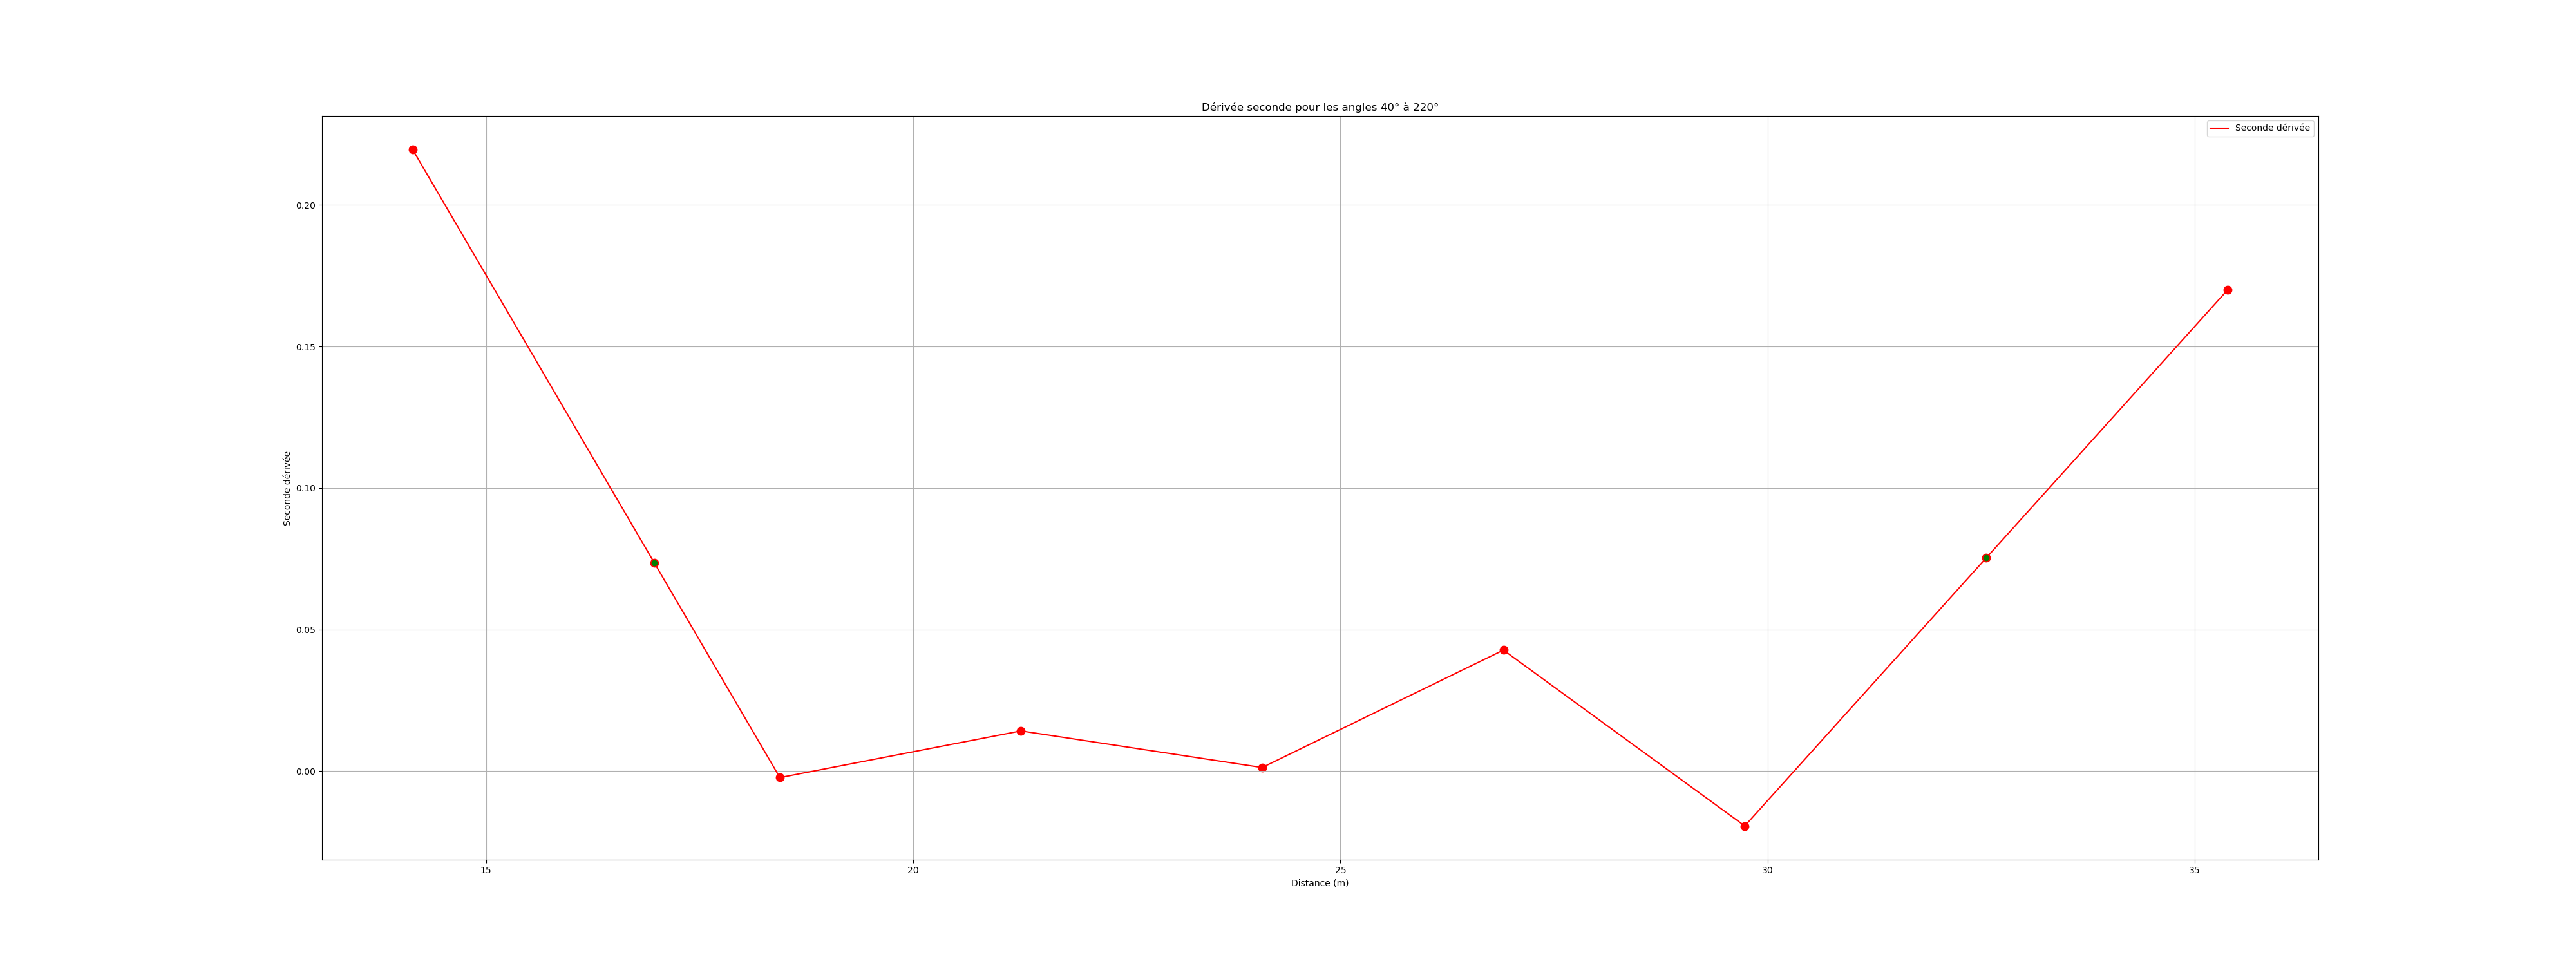 Dérivée seconde pour les angles 40° à 220°
Seconde dérivée
0.20
0.15
0.10
0.05
0.00
Seconde dérivée
15
20
25
30
35
Distance (m)